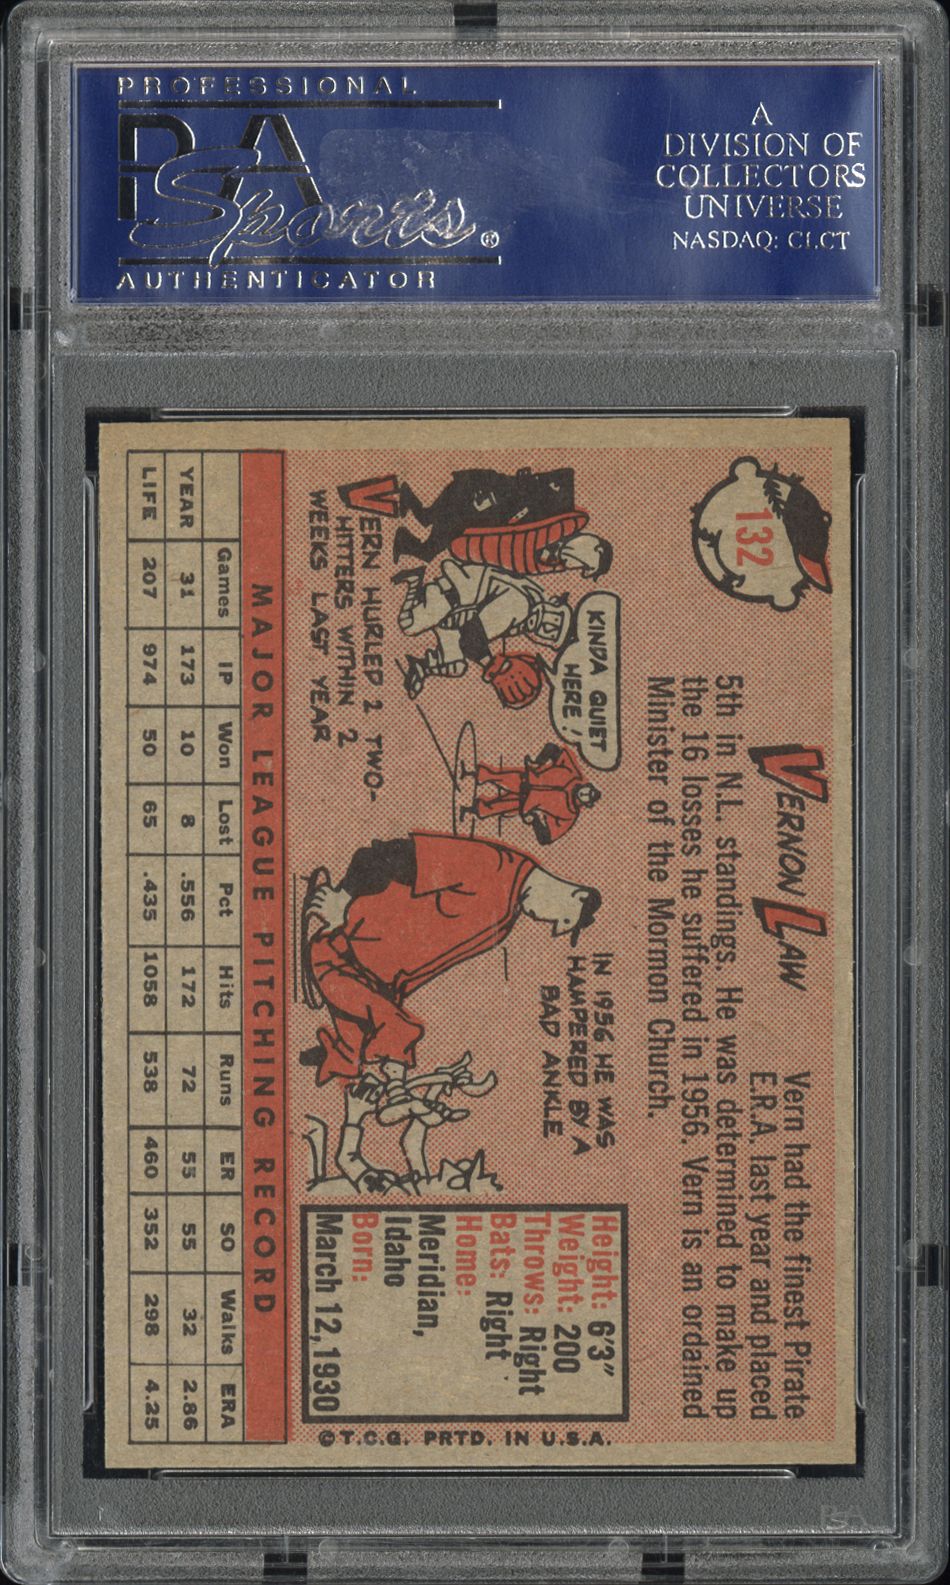 PROFESSIONAL
PSA
Sports®
AUTHENTICATOR
A
DIVISION OF
COLLECTORS
UNIVERSE
NASDAQ: CLCT
132
VERNON LAW
Vern had the finest Pirate
E.R.A. last year and placed
5th in N.L. standings. He was determined to make up
the 16 losses he suffered in 1956. Vern is an ordained
Minister of the Mormon Church.
KINDA QUIET
HERE!
VERN HURLED 2 TWO-
HITTERS WITHIN 2
WEEKS LAST YEAR
IN 1956 HE WAS
HAMPERED BY A
BAD ANKLE
Height: 6'3"
Weight: 200
Throws: Right
Bats: Right
Home:
Meridian,
Idaho
Born:
March 12, 1930
© T.C.G. PRTD. IN U.S.A.
MAJOR LEAGUE PITCHING RECORD
Games IP Won Lost Pct Hits Runs ER SO Walks ERA
YEAR 31 173 10 8 .556 172 72 55 55 32 2.86
LIFE 207 974 50 65 .435 1058 538 460 352 298 4.25
PSA